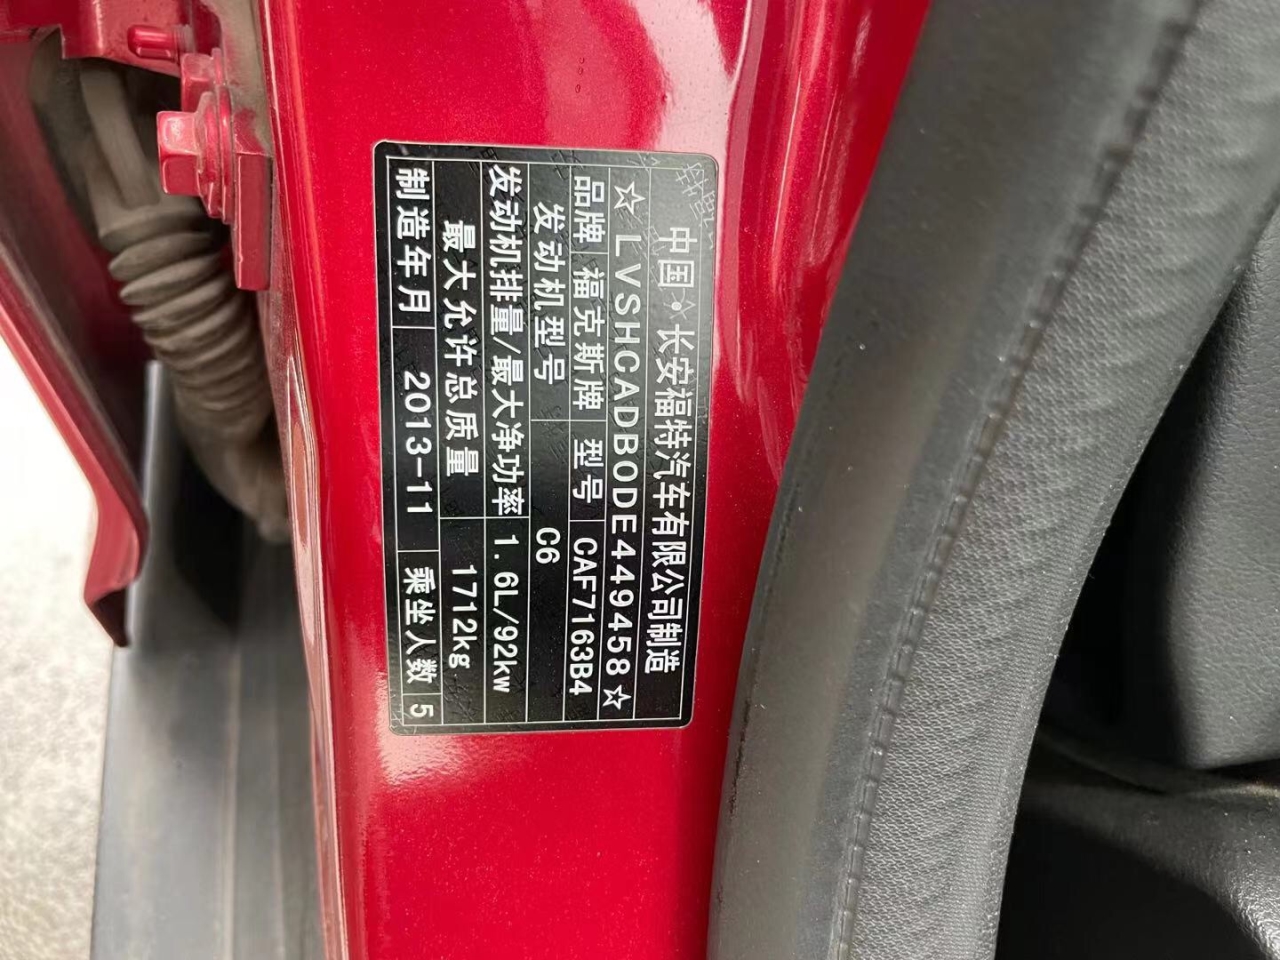 中国·长安福特汽车有限公司制造
☆LVSHCADB0DE449458☆
品牌 福克斯牌 型号 CAF7163B4
发动机型号 C6
发动机排量/最大净功率 1.6L/92kw
最大允许总质量 1712kg
制造年月 2013-11 乘坐人数 5